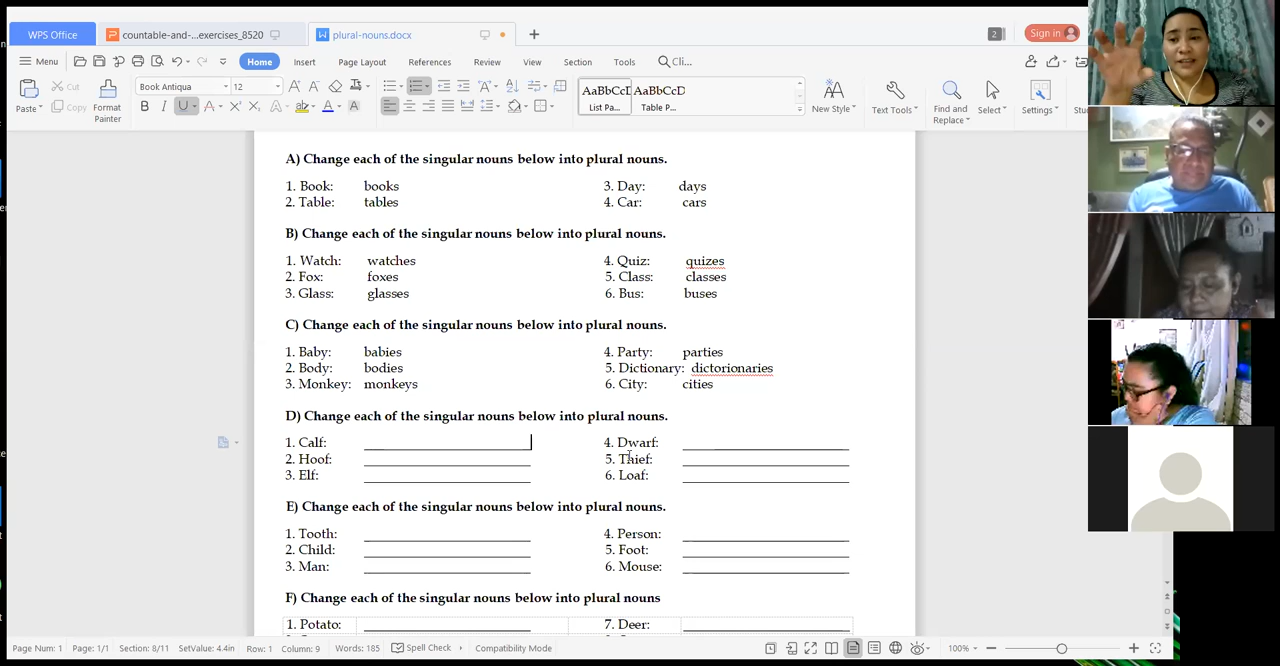 WPS Office
countable-and-...exercises_8520
plural-nouns.docx
2
Sign in
Menu
Home
Insert
Page Layout
References
Review
View
Section
Tools
Cli...
Paste
Cut
Copy
Format Painter
Book Antiqua
12
AaBbCcI AaBbCcD
List Pa...
Table P...
New Style
Text Tools
Find and Replace
Select
Settings
A) Change each of the singular nouns below into plural nouns.
1. Book: books 3. Day: days
2. Table: tables 4. Car: cars
B) Change each of the singular nouns below into plural nouns.
1. Watch: watches 4. Quiz: quizes
2. Fox: foxes 5. Class: classes
3. Glass: glasses 6. Bus: buses
C) Change each of the singular nouns below into plural nouns.
1. Baby: babies 4. Party: parties
2. Body: bodies 5. Dictionary: dictorionaries
3. Monkey: monkeys 6. City: cities
D) Change each of the singular nouns below into plural nouns.
1. Calf: 4. Dwarf:
2. Hoof: 5. Thief:
3. Elf: 6. Loaf:
E) Change each of the singular nouns below into plural nouns.
1. Tooth: 4. Person:
2. Child: 5. Foot:
3. Man: 6. Mouse:
F) Change each of the singular nouns below into plural nouns
1. Potato: 7. Deer:
Page Num: 1 Page: 1/1 Section: 8/11 SetValue: 4.4in Row: 1 Column: 9 Words: 185 Spell Check Compatibility Mode 100%